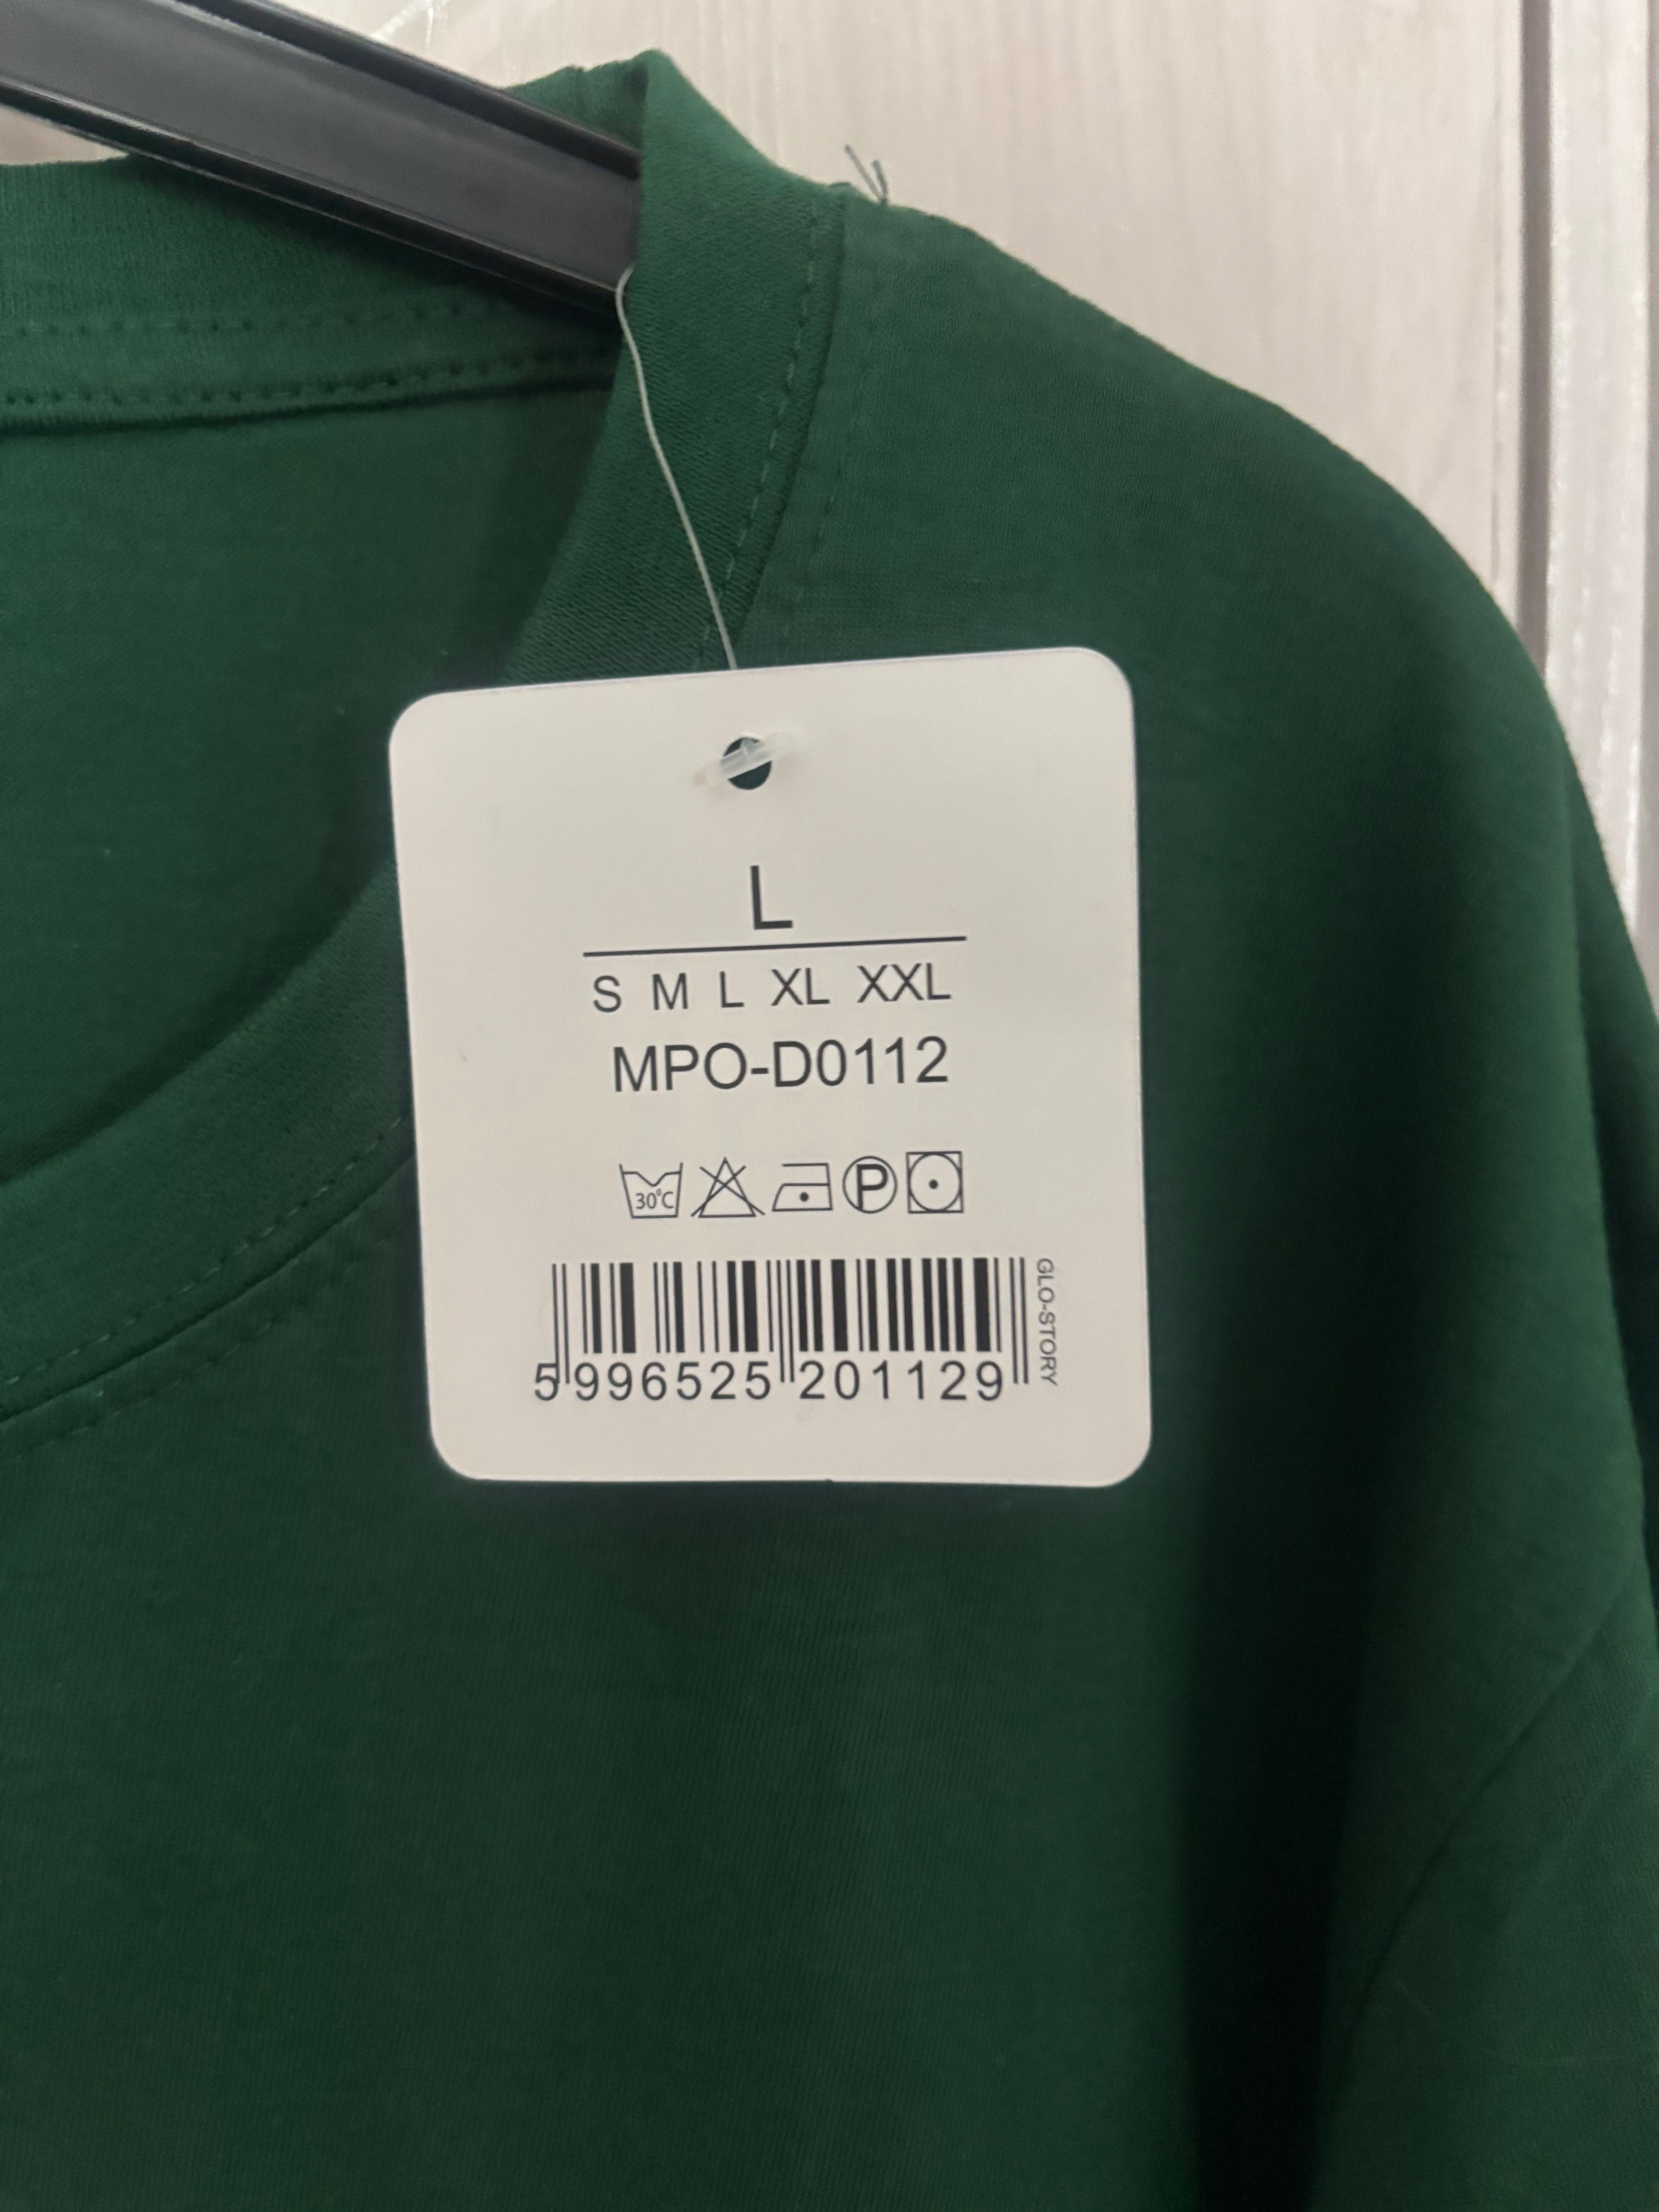 L
S M L XL XXL
MPO-D0112
30°C P
5 996525 201129
GLO-STORY